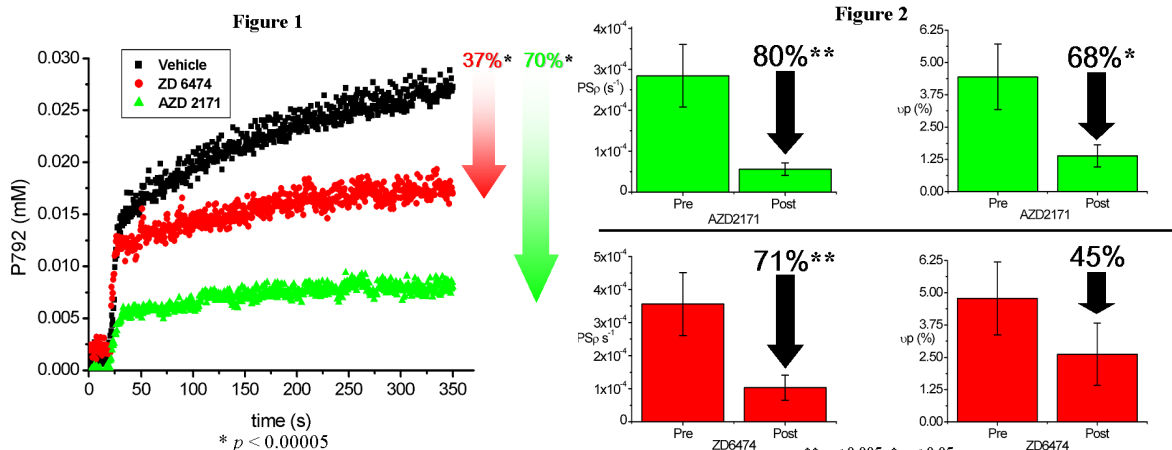 Figure 1
0.030
0.025
0.020
0.015
0.010
0.005
0.000
P792 (mM)
Vehicle
ZD 6474
AZD 2171
37%* 70%*
0 50 100 150 200 250 300 350
time (s)
* p < 0.00005
Figure 2
4x10⁻⁴
3x10⁻⁴
PSρ (s⁻¹)
2x10⁻⁴
1x10⁻⁴
0
80%**
Pre Post
AZD2171
6.25
5.00
3.75
υp (%)
2.50
1.25
0.00
68%*
Pre Post
AZD2171
5x10⁻⁴
4x10⁻⁴
3x10⁻⁴
PSρ s⁻¹
2x10⁻⁴
1x10⁻⁴
0
71%**
Pre Post
ZD6474
6.25
5.00
3.75
υp (%)
2.50
1.25
0.00
45%
Pre Post
ZD6474